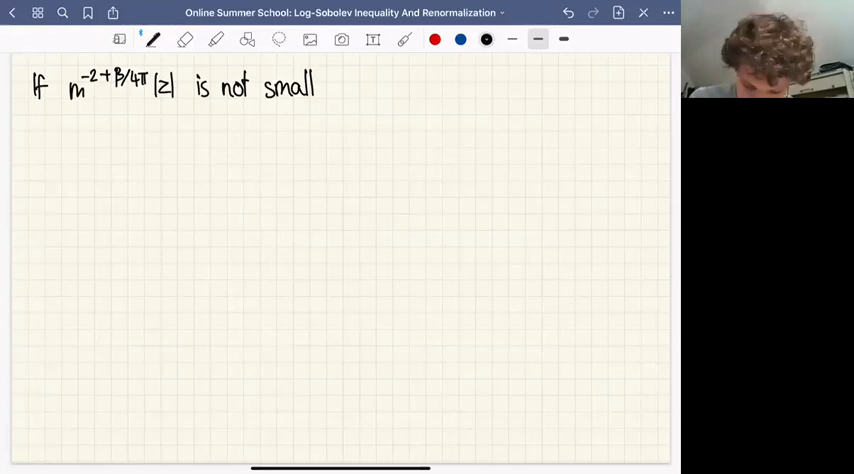 Online Summer School: Log-Sobolev Inequality And Renormalization
If m^{-2+β/4π} |z| is not small